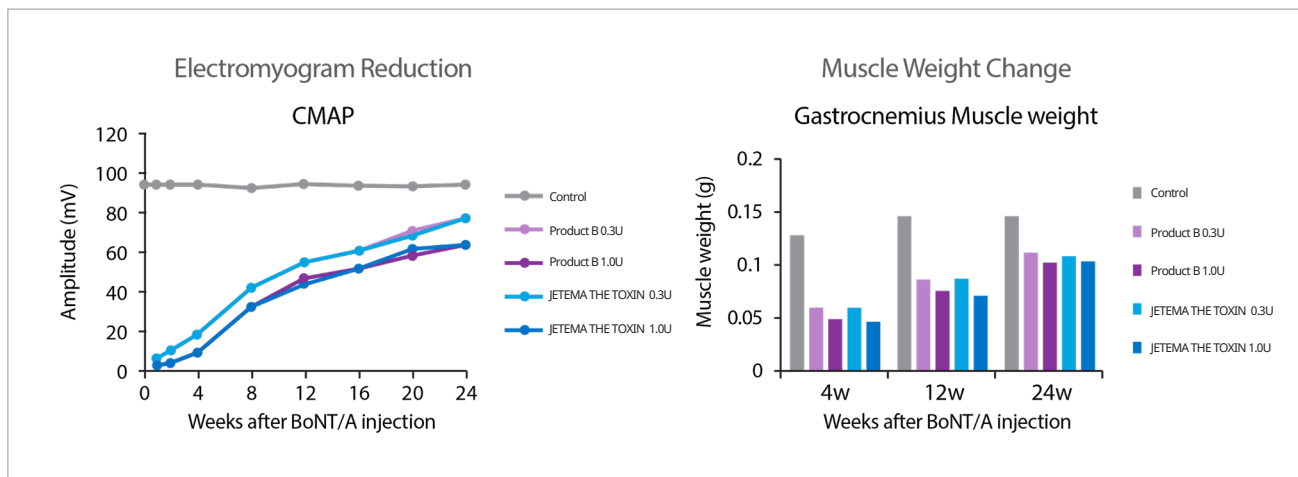 Electromyogram Reduction
CMAP
120
100
80
60
40
20
0
Amplitude (mV)
0 4 8 12 16 20 24
Weeks after BoNT/A injection
Control
Product B 0.3U
Product B 1.0U
JETEMA THE TOXIN 0.3U
JETEMA THE TOXIN 1.0U
Muscle Weight Change
Gastrocnemius Muscle weight
0.2
0.15
0.1
0.05
0
Muscle weight (g)
4w 12w 24w
Weeks after BoNT/A injection
Control
Product B 0.3U
Product B 1.0U
JETEMA THE TOXIN 0.3U
JETEMA THE TOXIN 1.0U